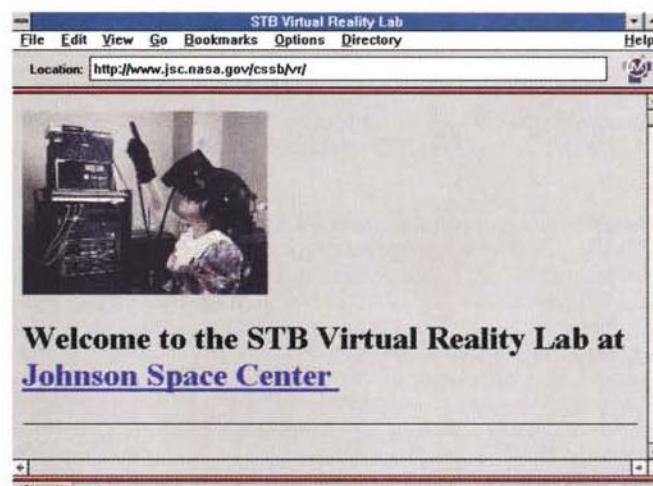 STB Virtual Reality Lab
File Edit View Go Bookmarks Options Directory Help
Location: http://www.jsc.nasa.gov/cssb/vr/
Welcome to the STB Virtual Reality Lab at
Johnson Space Center